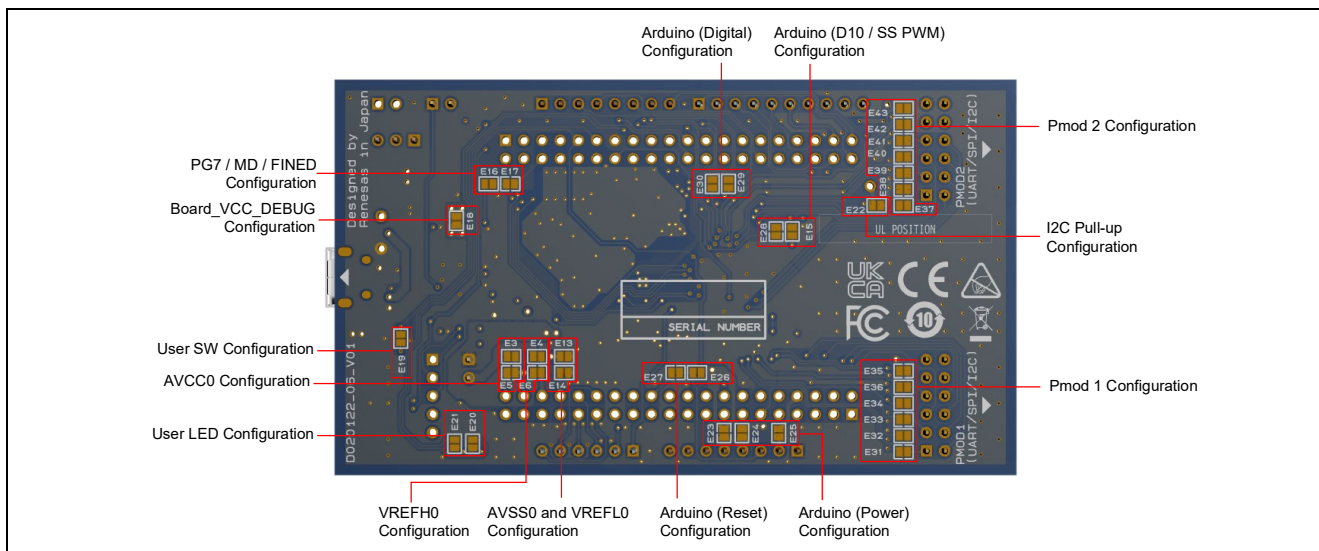 Arduino (Digital)
Configuration
Arduino (D10 / SS PWM)
Configuration
Designed by
Renesas in Japan
PG7 / MD / FINED
Configuration
Board_VCC_DEBUG
Configuration
E16 E17
E18
E30
E29
E28
E15
E43
E42
E41
E40
E39
E38
E22
E37
PMOD2
(UART/SPI/I2C)
Pmod 2 Configuration
I2C Pull-up
Configuration
UL POSITION
UK
CA
CE
FC
10
SERIAL NUMBER
User SW Configuration
AVCC0 Configuration
User LED Configuration
E19
D020122_06_V01
E3 E4 E13
E5 E6 E14
E21
E20
E27 E26
E23
E24
E25
E35
E36
E34
E33
E32
E31
PMOD1
(UART/SPI/I2C)
Pmod 1 Configuration
VREFH0
Configuration
AVSS0 and VREFL0
Configuration
Arduino (Reset)
Configuration
Arduino (Power)
Configuration